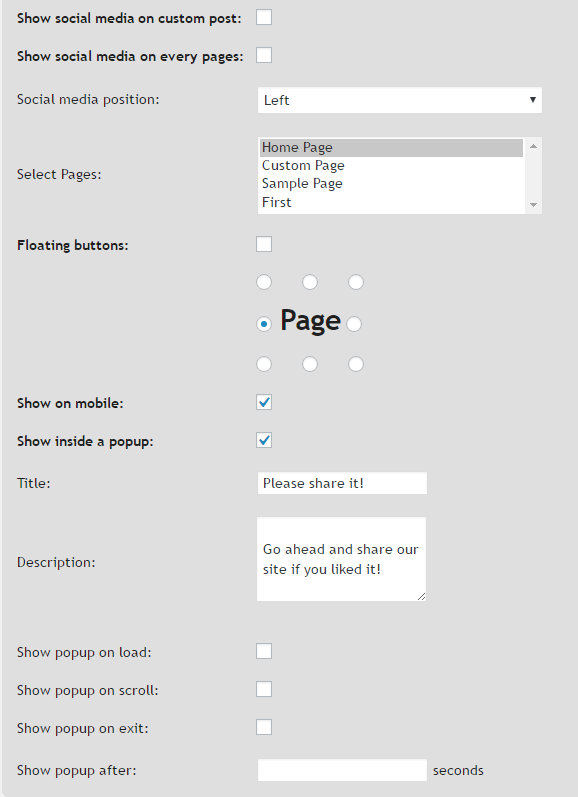 Show social media on custom post:
Show social media on every pages:
Social media position: Left
Select Pages:
Home Page
Custom Page
Sample Page
First
Floating buttons:
Page
Show on mobile:
Show inside a popup:
Title: Please share it!
Description:
Go ahead and share our
site if you liked it!
Show popup on load:
Show popup on scroll:
Show popup on exit:
Show popup after: seconds